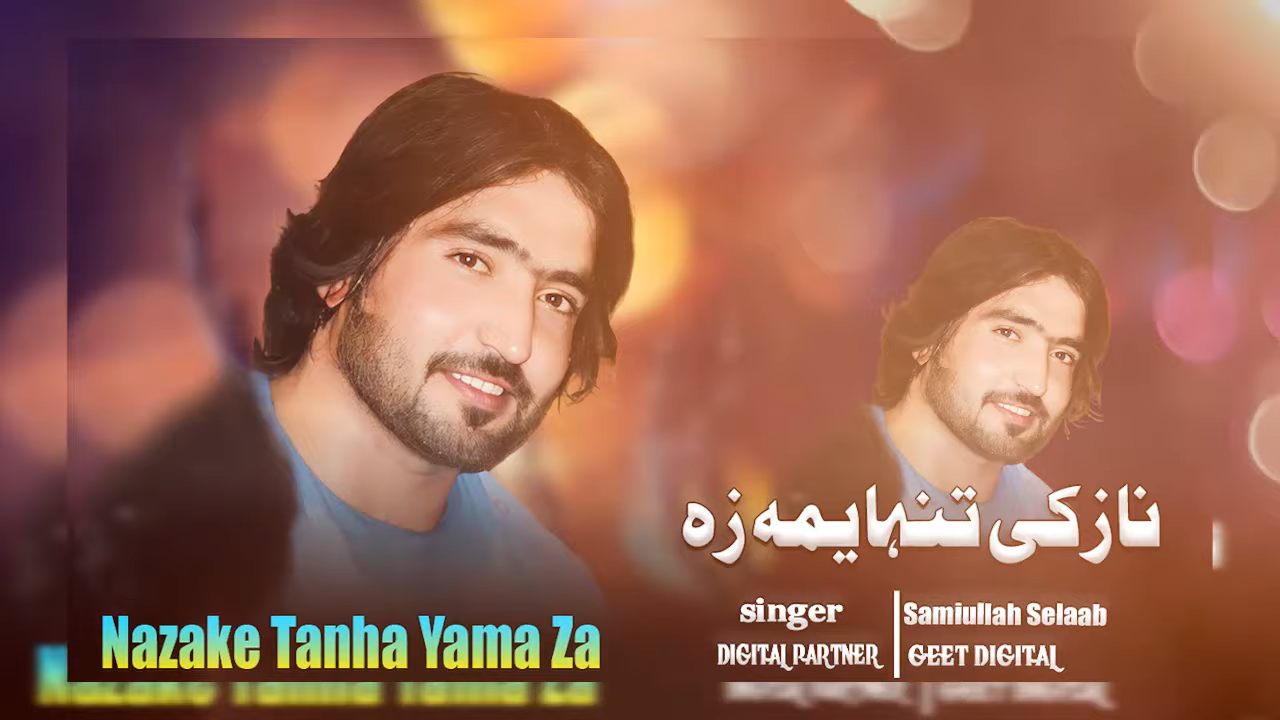 نازکی تنها یمه زه
singer | Samiullah Selaab
DIGITAL PARTNER | GEET DIGITAL
Nazake Tanha Yama Za